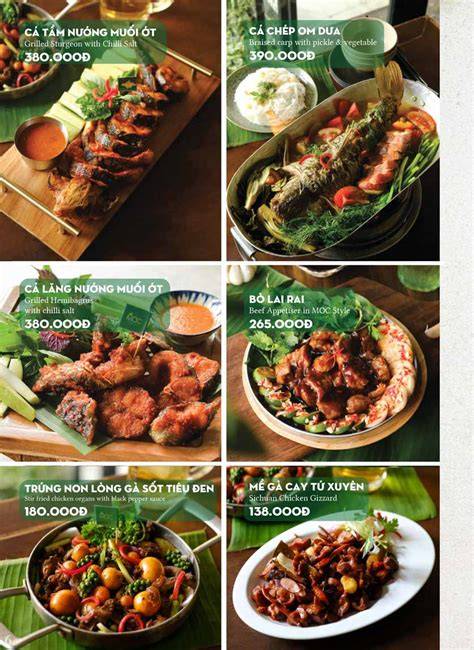 CÁ TẦM NƯỚNG MUỐI ỚT
Grilled Sturgeon with Chilli Salt
380.000Đ
CÁ CHÉP OM DƯA
Braised carp with pickle & vegetable
390.000Đ
CÁ LĂNG NƯỚNG MUỐI ỚT
Grilled Hemibagrus
with chilli salt
380.000Đ
BÒ LAI RAI
Beef Appetiser in MOC Style
265.000Đ
TRỨNG NON LÒNG GÀ SỐT TIÊU ĐEN
Stir fried chicken organs with black pepper sauce
180.000Đ
MỀ GÀ CAY TỨ XUYÊN
Sichuan Chicken Gizzard
138.000Đ